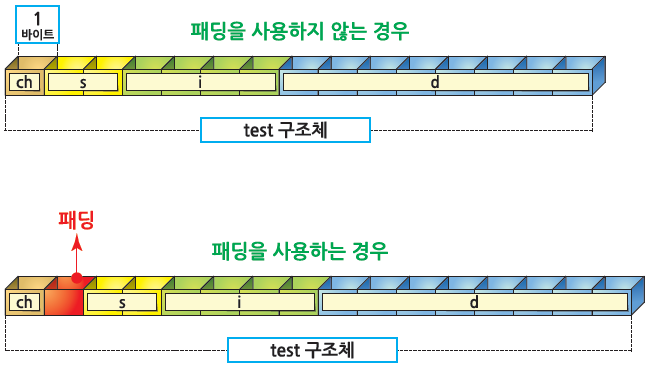 1
바이트
패딩을 사용하지 않는 경우
ch s i d
test 구조체
패딩
패딩을 사용하는 경우
ch s i d
test 구조체